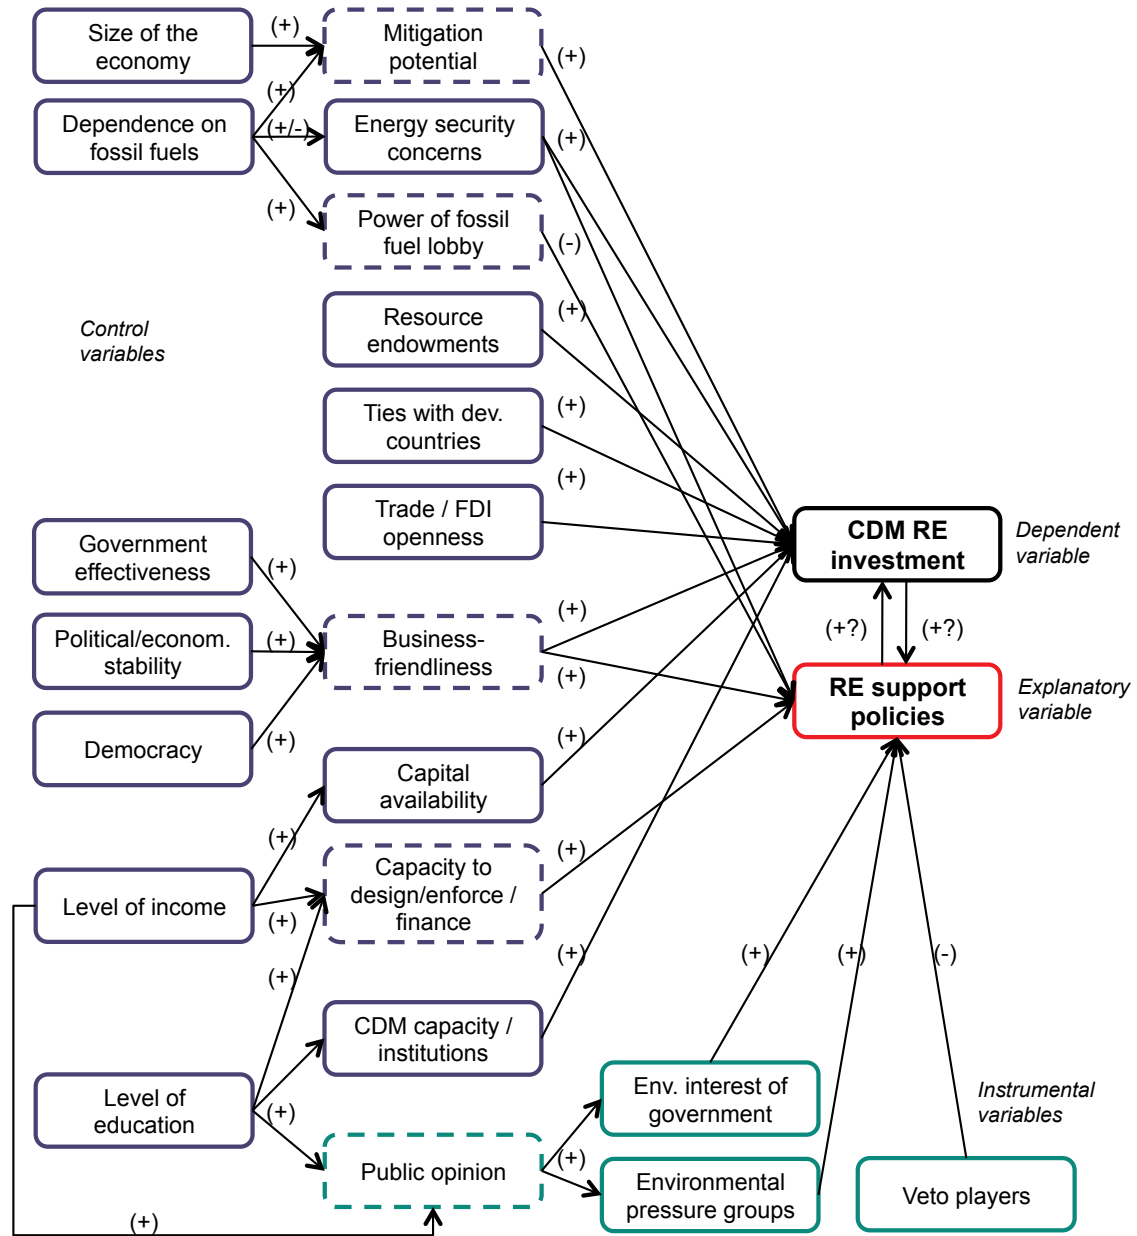 Size of the
economy
(+)
Mitigation
potential
(+)
(+)
Dependence on
fossil fuels
(+/-)
Energy security
concerns
(+)
(+)
Power of fossil
fuel lobby
(-)
Control
variables
Resource
endowments
(+)
Ties with dev.
countries
(+)
Trade / FDI
openness
(+)
CDM RE
investment
Dependent
variable
Government
effectiveness
(+)
Political/econom.
stability
(+)
Business-
friendliness
(+)
(+)
(+?)
(+?)
RE support
policies
Explanatory
variable
Democracy
(+)
Capital
availability
(+)
(+)
Level of income
(+)
Capacity to
design/enforce /
finance
(+)
(+)
CDM capacity /
institutions
(+)
(+)
(+)
(-)
Level of
education
(+)
Env. interest of
government
Instrumental
variables
Public opinion
(+)
Environmental
pressure groups
Veto players
(+)